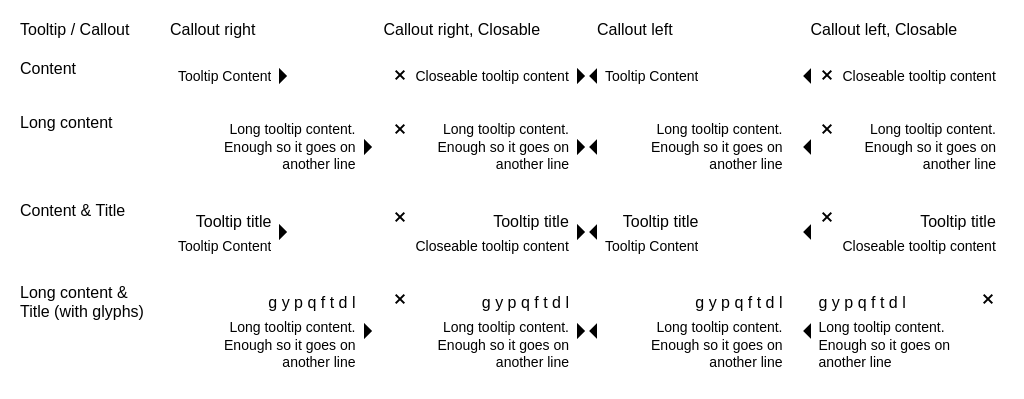 Tooltip / Callout Callout right Callout right, Closable Callout left Callout left, Closable
Content Tooltip Content Closeable tooltip content Tooltip Content Closeable tooltip content
Long content Long tooltip content. Long tooltip content. Long tooltip content. Long tooltip content.
Enough so it goes on Enough so it goes on Enough so it goes on Enough so it goes on
another line another line another line another line
Content & Title Tooltip title Tooltip title Tooltip title Tooltip title
Tooltip Content Closeable tooltip content Tooltip Content Closeable tooltip content
Long content & g y p q f t d l g y p q f t d l g y p q f t d l g y p q f t d l
Title (with glyphs) Long tooltip content. Long tooltip content. Long tooltip content. Long tooltip content.
Enough so it goes on Enough so it goes on Enough so it goes on Enough so it goes on
another line another line another line another line